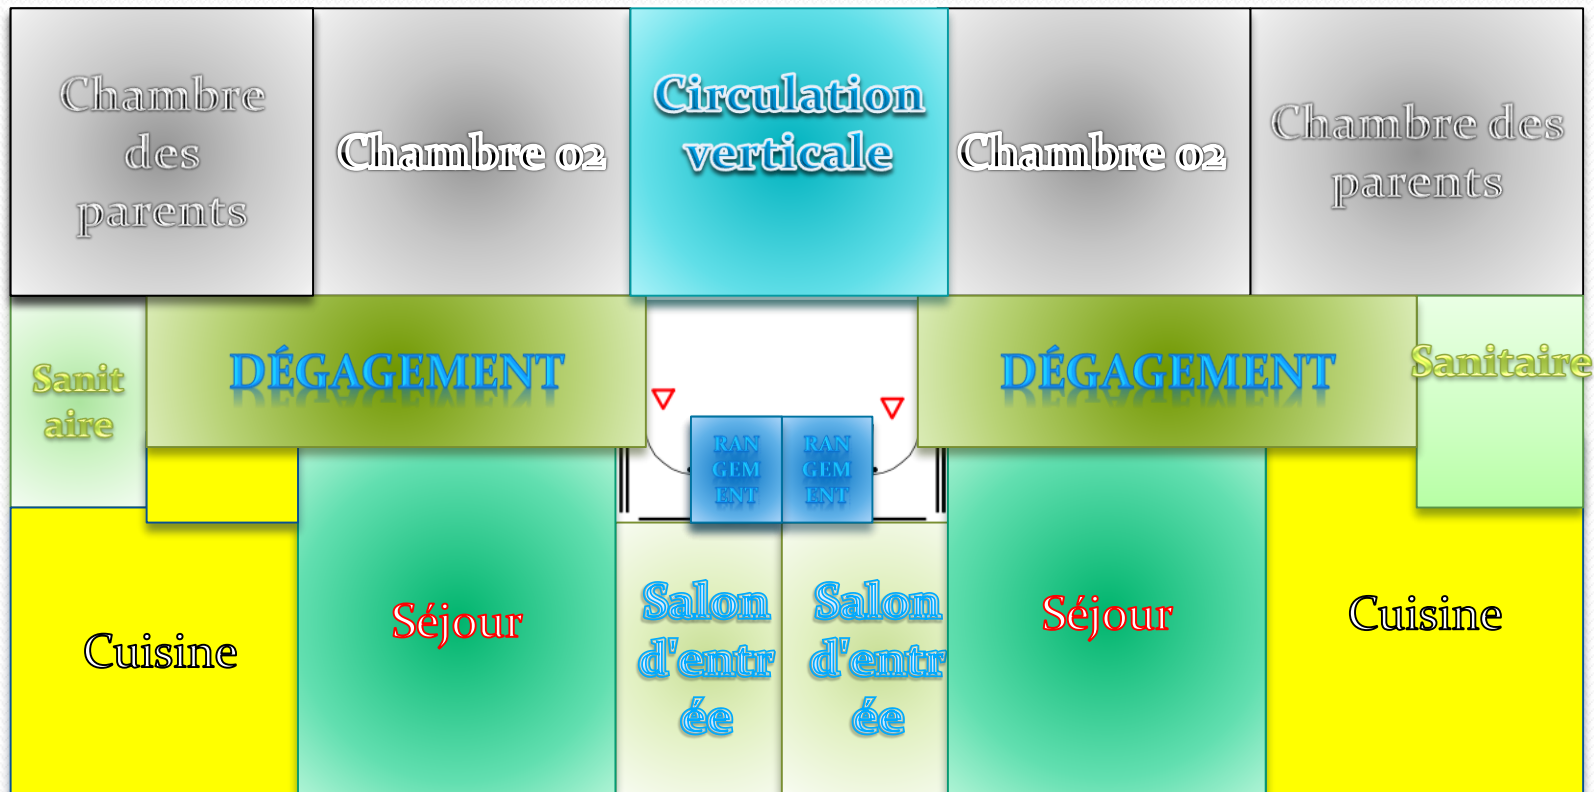 Chambre
des
parents
Chambre 02
Circulation
verticale
Chambre 02
Chambre des
parents
Sanit
aire
DÉGAGEMENT
RAN
GEM
ENT
RAN
GEM
ENT
DÉGAGEMENT
Sanitaire
Cuisine
Séjour
Salon
d'entr
ée
Salon
d'entr
ée
Séjour
Cuisine